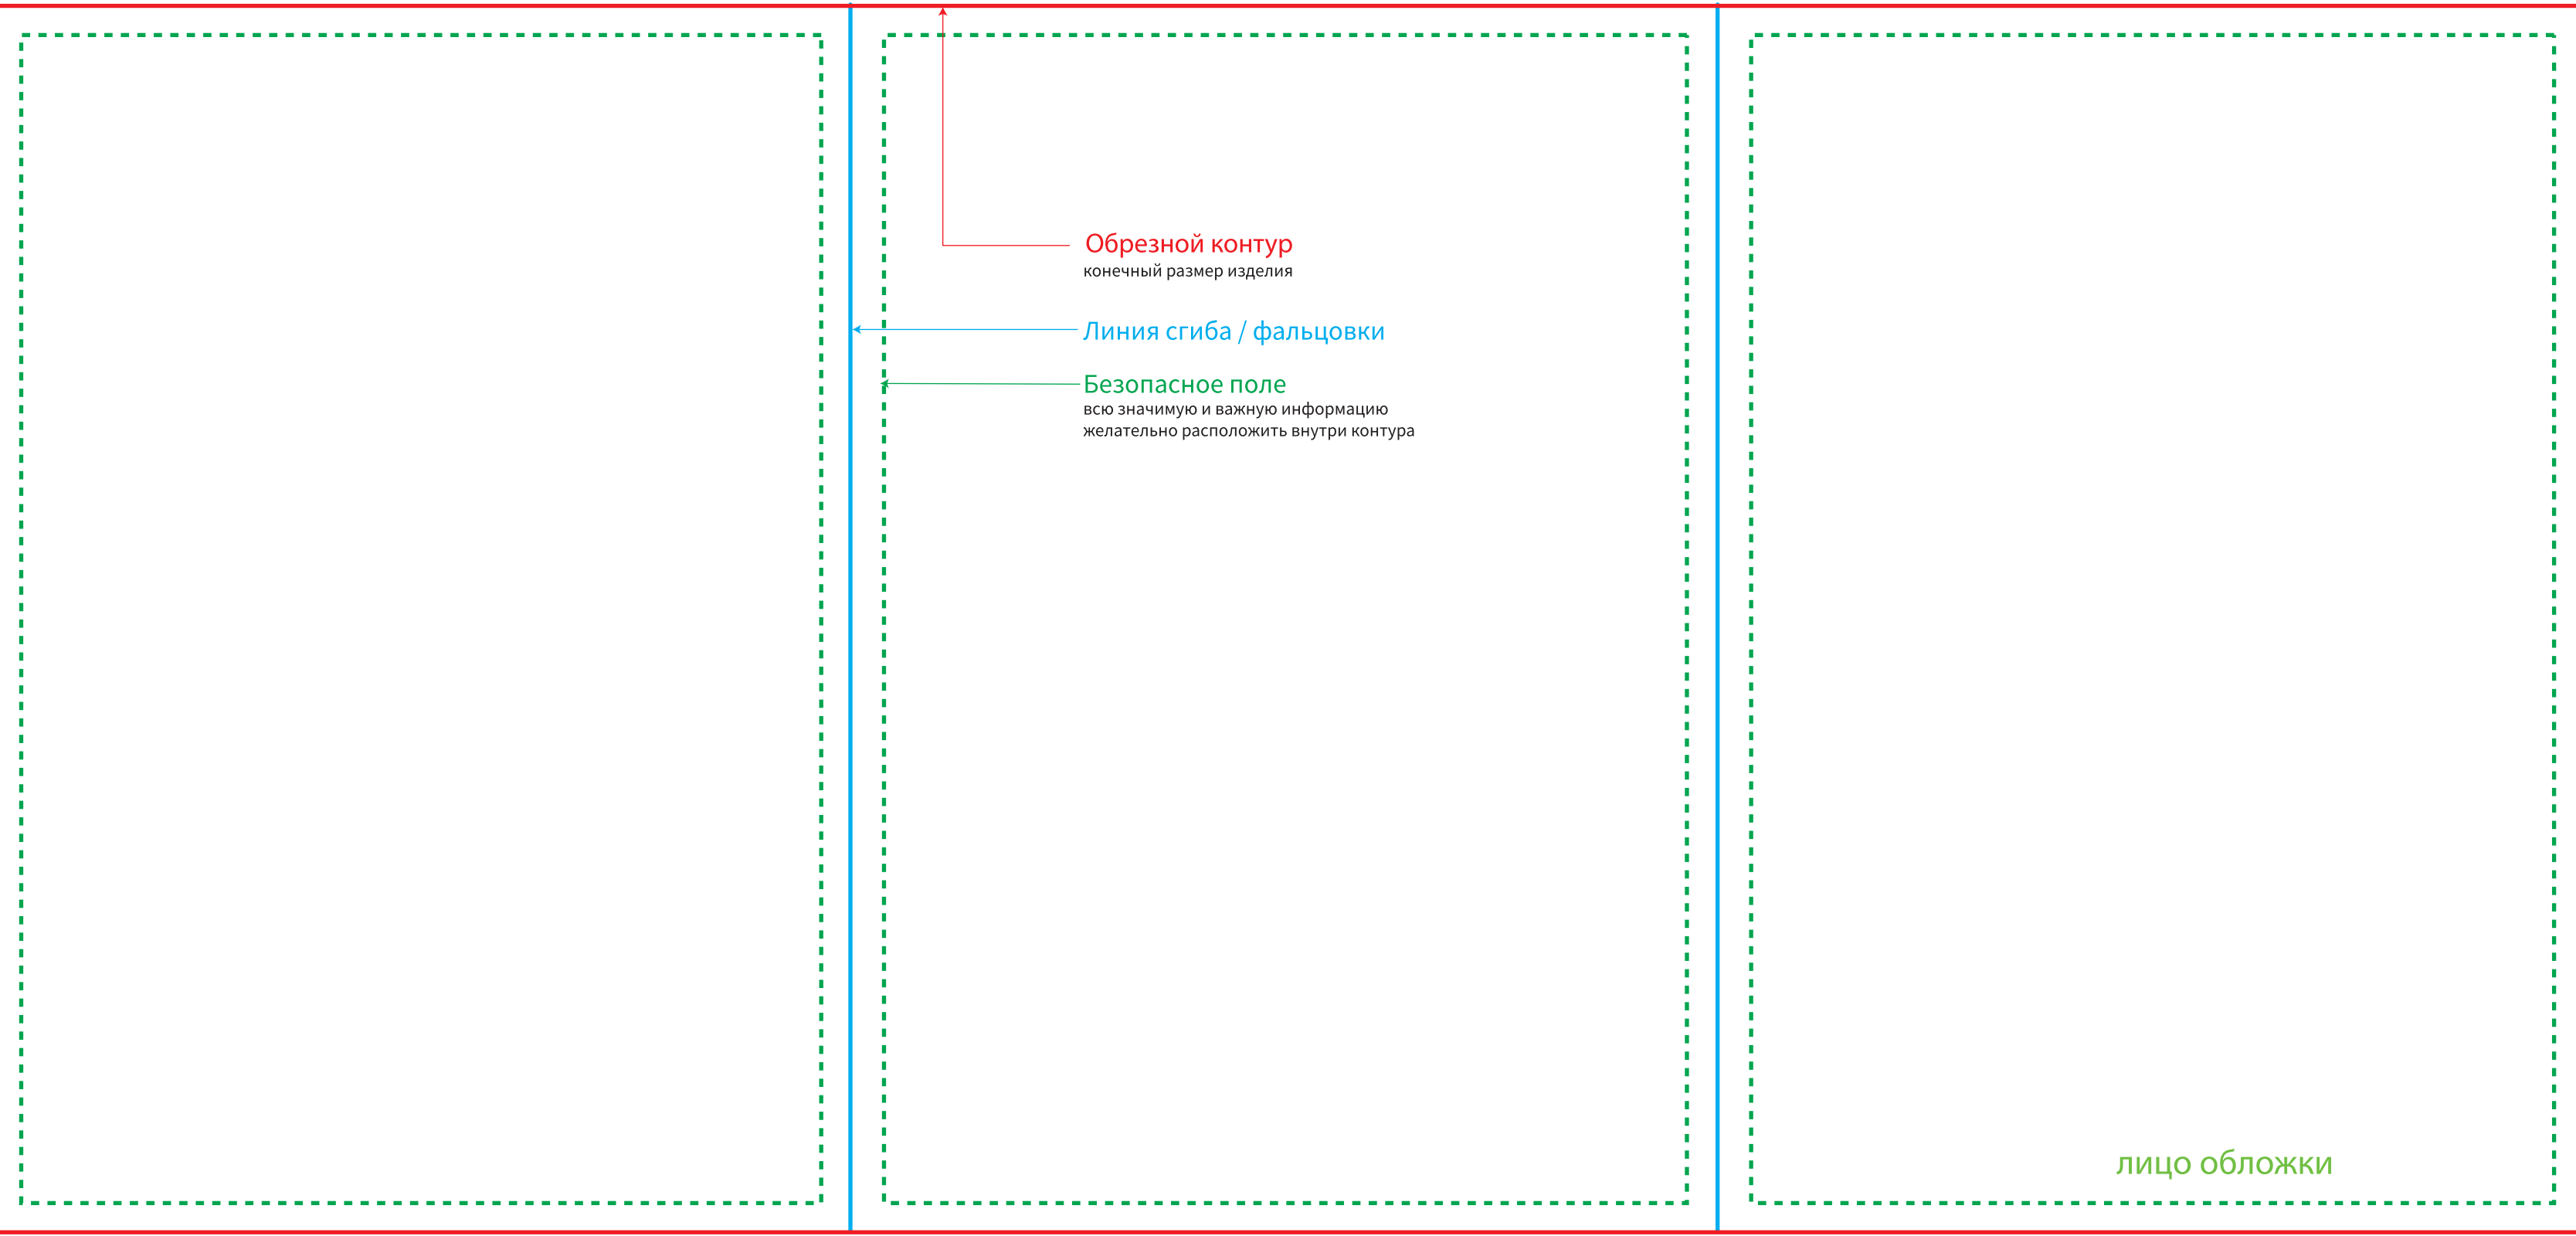 Обрезной контур
конечный размер изделия
Линия сгиба / фальцовки
Безопасное поле
всю значимую и важную информацию
желательно расположить внутри контура
лицо обложки